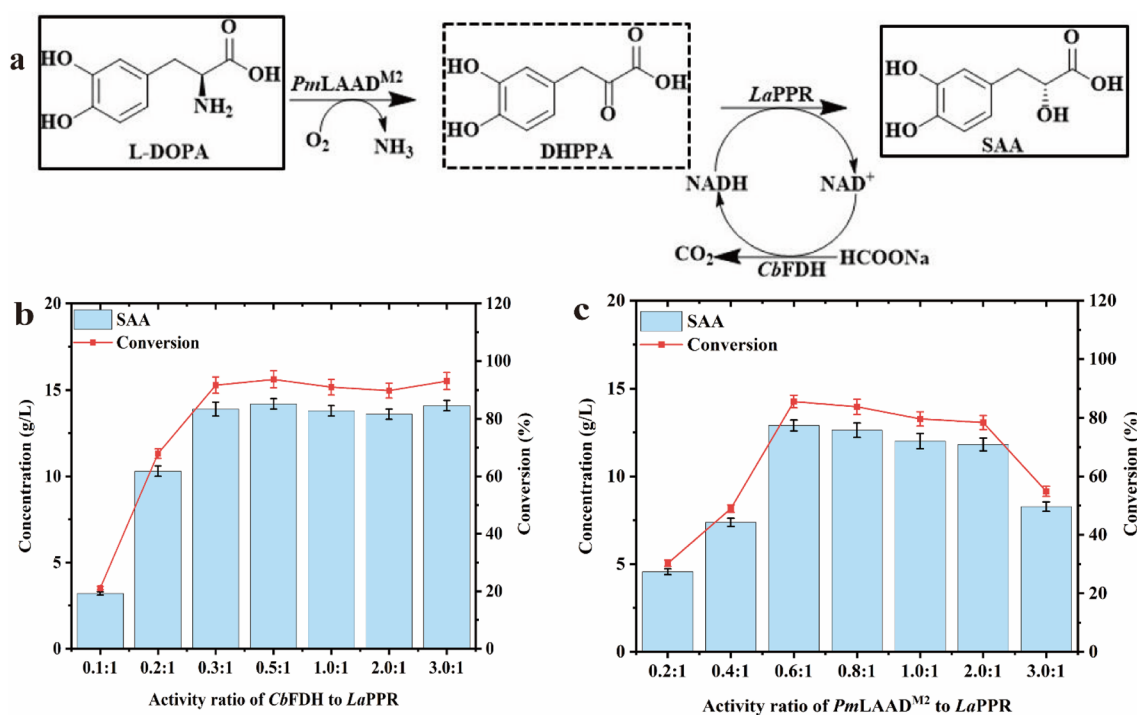 a
HO
HO
O
OH
NH₂
L-DOPA
PmLAADᴹ²
O₂
NH₃
HO
HO
O
OH
O
DHPPA
LaPPR
NADH
NAD⁺
CO₂
CbFDH
HCOONa
HO
HO
O
OH
OH
SAA
b
SAA
Conversion
Concentration (g/L)
20
15
10
5
0
Conversion (%)
120
100
80
60
40
20
0
0.1:1 0.2:1 0.3:1 0.5:1 1.0:1 2.0:1 3.0:1
Activity ratio of CbFDH to LaPPR
c
SAA
Conversion
Concentration (g/L)
20
15
10
5
0
Conversion (%)
120
100
80
60
40
20
0
0.2:1 0.4:1 0.6:1 0.8:1 1.0:1 2.0:1 3.0:1
Activity ratio of PmLAADᴹ² to LaPPR